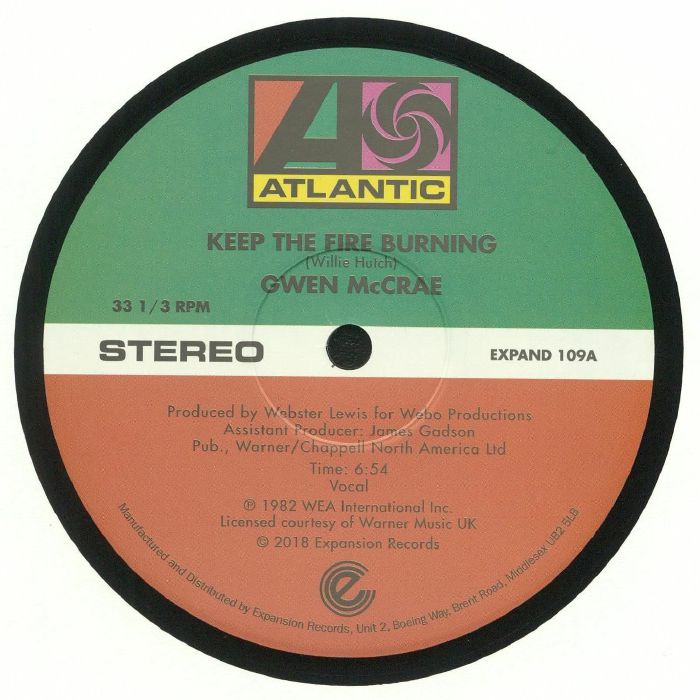 ATLANTIC
KEEP THE FIRE BURNING
(Willie Hutch)
GWEN McCRAE
33 1/3 RPM
STEREO
EXPAND 109A
Produced by Webster Lewis for Webo Productions
Assistant Producer: James Gadson
Pub., Warner/Chappell North America Ltd
Time: 6:54
Vocal
℗ 1982 WEA International Inc.
Licensed courtesy of Warner Music UK
© 2018 Expansion Records
Manufactured and Distributed by Expansion Records, Unit 2, Boeing Way, Brent Road, Middlesex UB2 5LB